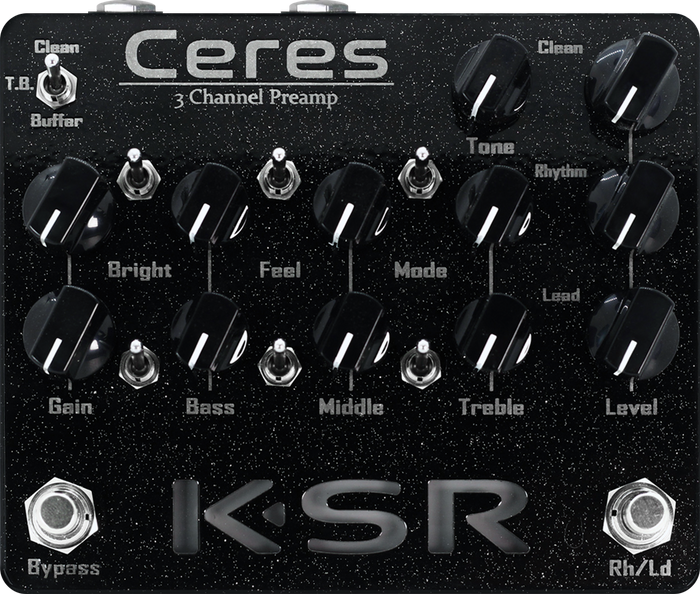 Clean
T.B.
Buffer
Ceres
3 Channel Preamp
Tone
Clean
Rhythm
Bright
Feel
Mode
Lead
Gain
Bass
Middle
Treble
Level
KSR
Bypass
Rh/Ld